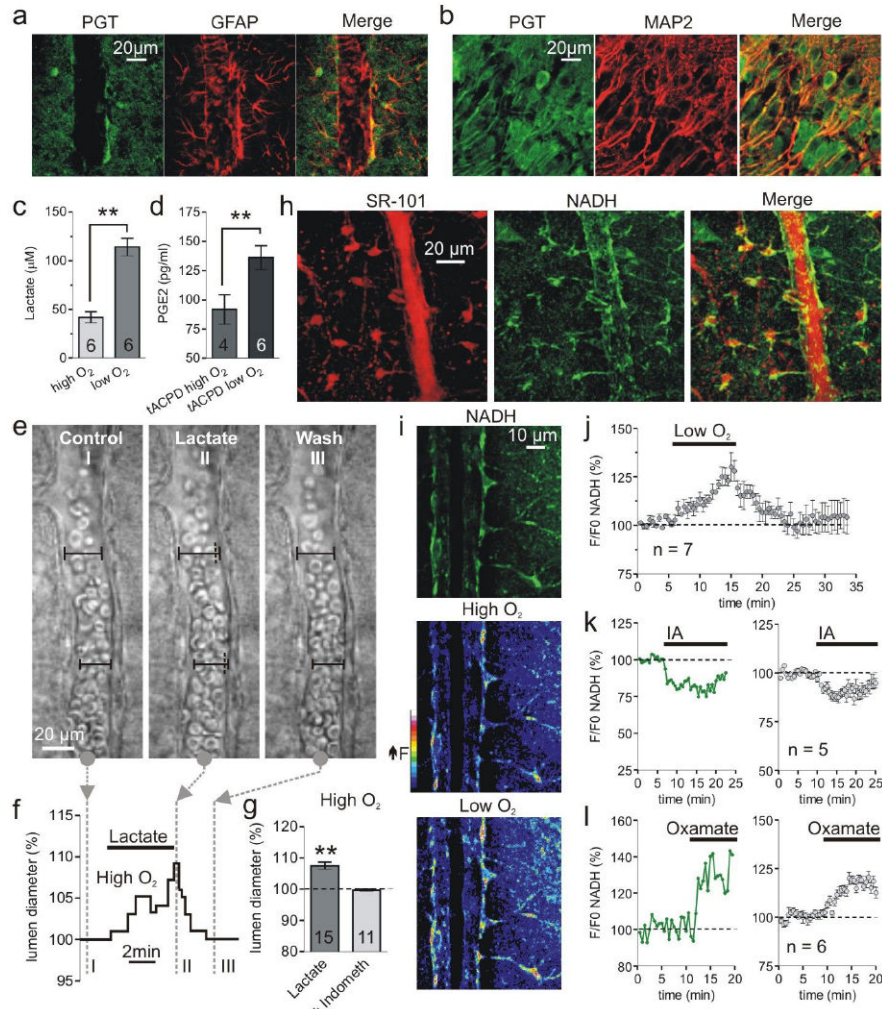 a
PGT GFAP Merge
20µm
b
PGT MAP2 Merge
20µm
c
Lactate (µM)
150
100
50
0
**
6 6
high O2
low O2
d
PGE2 (pg/ml)
175
150
125
100
75
50
**
4 6
tACPD high O2
tACPD low O2
h
SR-101 NADH Merge
20 µm
e
Control Lactate Wash
I II III
20 µm
f
lumen diameter (%)
115
110
105
100
95
Lactate
High O2
2min
I II III
g
High O2
lumen diameter (%)
110
100
90
80
**
15 11
Lactate
Indometh
i
NADH
10 µm
High O2
F
Low O2
j
Low O2
F/F0 NADH (%)
150
125
100
75
n = 7
0 5 10 15 20 25 30 35
time (min)
k
IA
F/F0 NADH (%)
125
100
75
50
25
0 5 10 15 20 25
time (min)
IA
125
100
75
50
n = 5
0 5 10 15 20 25
time (min)
l
Oxamate
F/F0 NADH (%)
160
140
120
100
80
0 5 10 15 20
time (min)
Oxamate
150
125
100
75
n = 6
0 5 10 15 20
time (min)